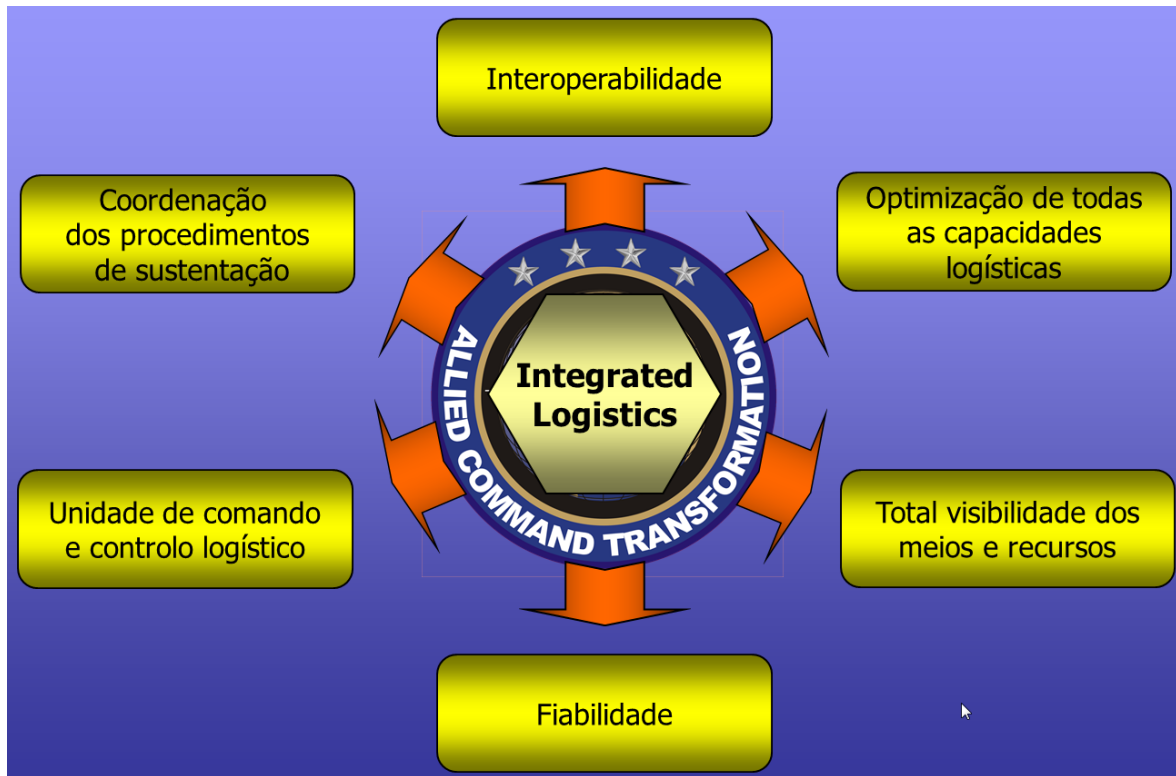 Interoperabilidade
Coordenação
dos procedimentos
de sustentação
Optimização de todas
as capacidades
logísticas
ALLIED COMMAND TRANSFORMATION
Integrated
Logistics
Unidade de comando
e controlo logístico
Total visibilidade dos
meios e recursos
Fiabilidade